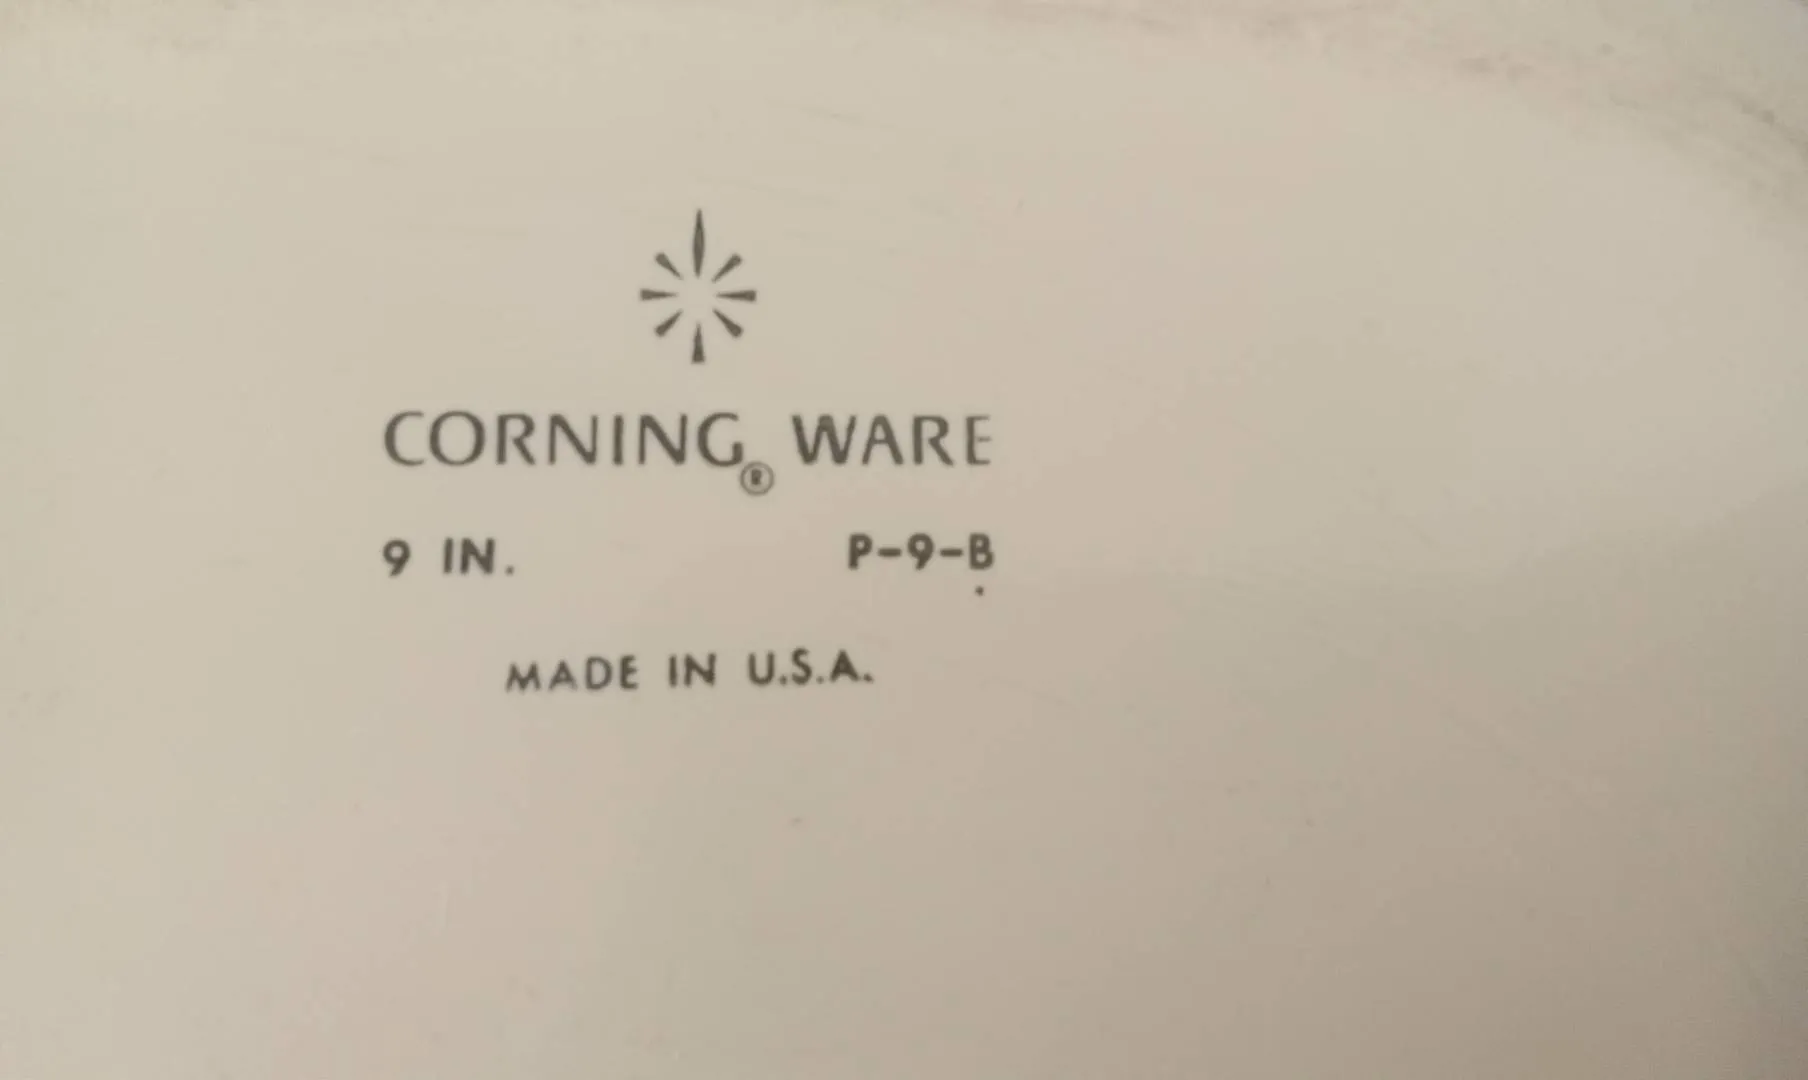 CORNING® WARE
9 IN. P-9-B
MADE IN U.S.A.